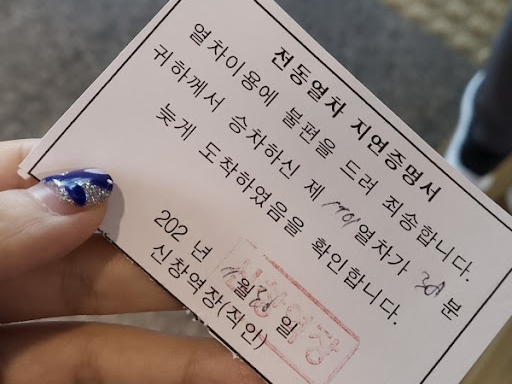 전동열차 지연증명서
열차이용에 불편을 드려 죄송합니다.
귀하께서 승차하신 제 열차가 30 분
늦게 도착하였음을 확인합니다.
202 년 월 30 일
신창역장(직인)